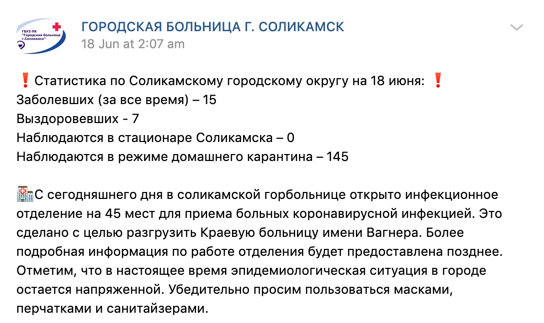 ГБУЗ ПК
"Городская Больница
г.Соликамск"
ГОРОДСКАЯ БОЛЬНИЦА Г. СОЛИКАМСК
18 Jun at 2:07 am
❗Статистика по Соликамскому городскому округу на 18 июня: ❗
Заболевших (за все время) – 15
Выздоровевших - 7
Наблюдаются в стационаре Соликамска – 0
Наблюдаются в режиме домашнего карантина – 145
🏥С сегодняшнего дня в соликамской горбольнице открыто инфекционное
отделение на 45 мест для приема больных коронавирусной инфекцией. Это
сделано с целью разгрузить Краевую больницу имени Вагнера. Более
подробная информация по работе отделения будет предоставлена позднее.
Отметим, что в настоящее время эпидемиологическая ситуация в городе
остается напряженной. Убедительно просим пользоваться масками,
перчатками и санитайзерами.